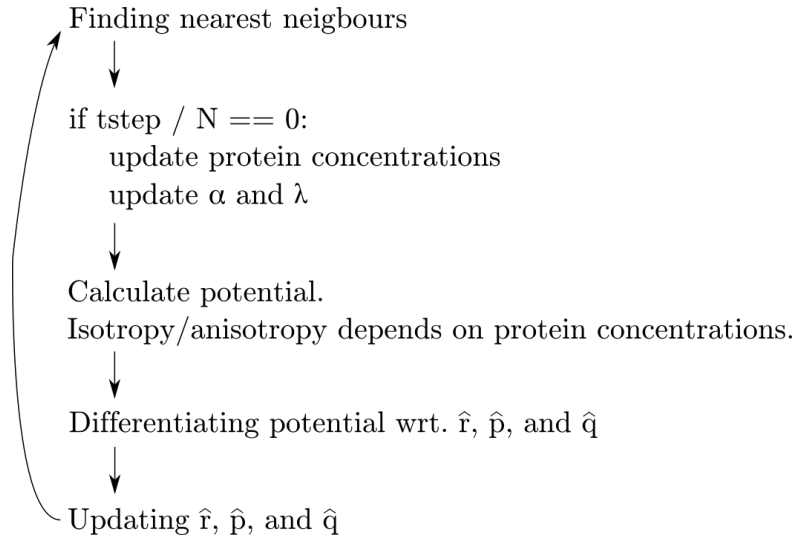 Finding nearest neigbours
if tstep / N == 0:
update protein concentrations
update α and λ
Calculate potential.
Isotropy/anisotropy depends on protein concentrations.
Differentiating potential wrt. r̂, p̂, and q̂
Updating r̂, p̂, and q̂